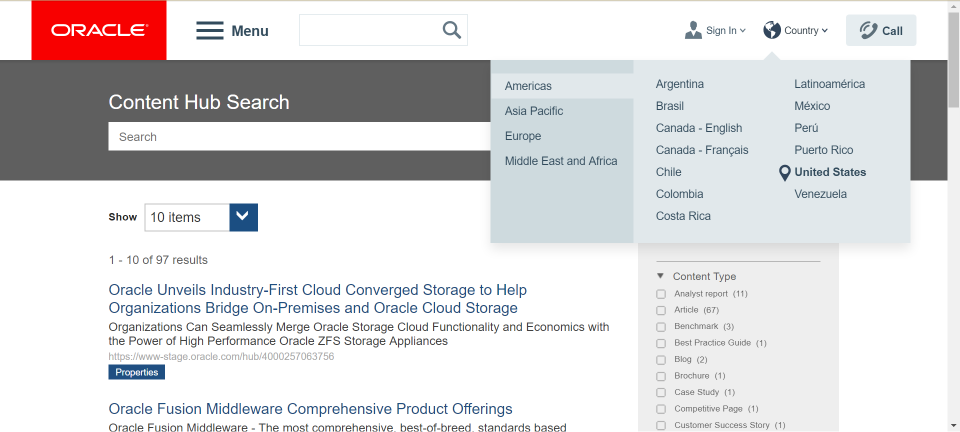 ORACLE
Menu
Sign In
Country
Call
Americas
Asia Pacific
Europe
Middle East and Africa
Argentina
Brasil
Canada - English
Canada - Français
Chile
Colombia
Costa Rica
Latinoamérica
México
Perú
Puerto Rico
United States
Venezuela
Content Hub Search
Search
Show
10 items
1 - 10 of 97 results
Oracle Unveils Industry-First Cloud Converged Storage to Help
Organizations Bridge On-Premises and Oracle Cloud Storage
Organizations Can Seamlessly Merge Oracle Storage Cloud Functionality and Economics with
the Power of High Performance Oracle ZFS Storage Appliances
https://www-stage.oracle.com/hub/4000257063756
Properties
Oracle Fusion Middleware Comprehensive Product Offerings
Oracle Fusion Middleware - The most comprehensive, best-of-breed, standards based
Content Type
Analyst report (11)
Article (67)
Benchmark (3)
Best Practice Guide (1)
Blog (2)
Brochure (1)
Case Study (1)
Competitive Page (1)
Customer Success Story (1)